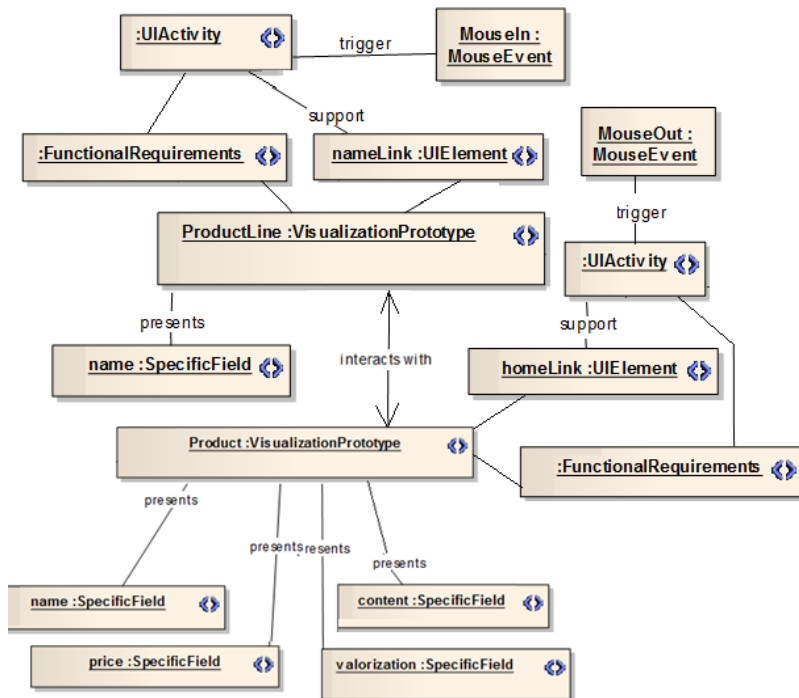 :UIActivity
trigger
MouseIn :
MouseEvent
support
:FunctionalRequirements
nameLink :UIElement
MouseOut :
MouseEvent
trigger
ProductLine :VisualizationPrototype
:UIActivity
presents
support
name :SpecificField
interacts with
homeLink :UIElement
Product :VisualizationPrototype
:FunctionalRequirements
presents
presents
presents
presents
name :SpecificField
content :SpecificField
price :SpecificField
valorization :SpecificField